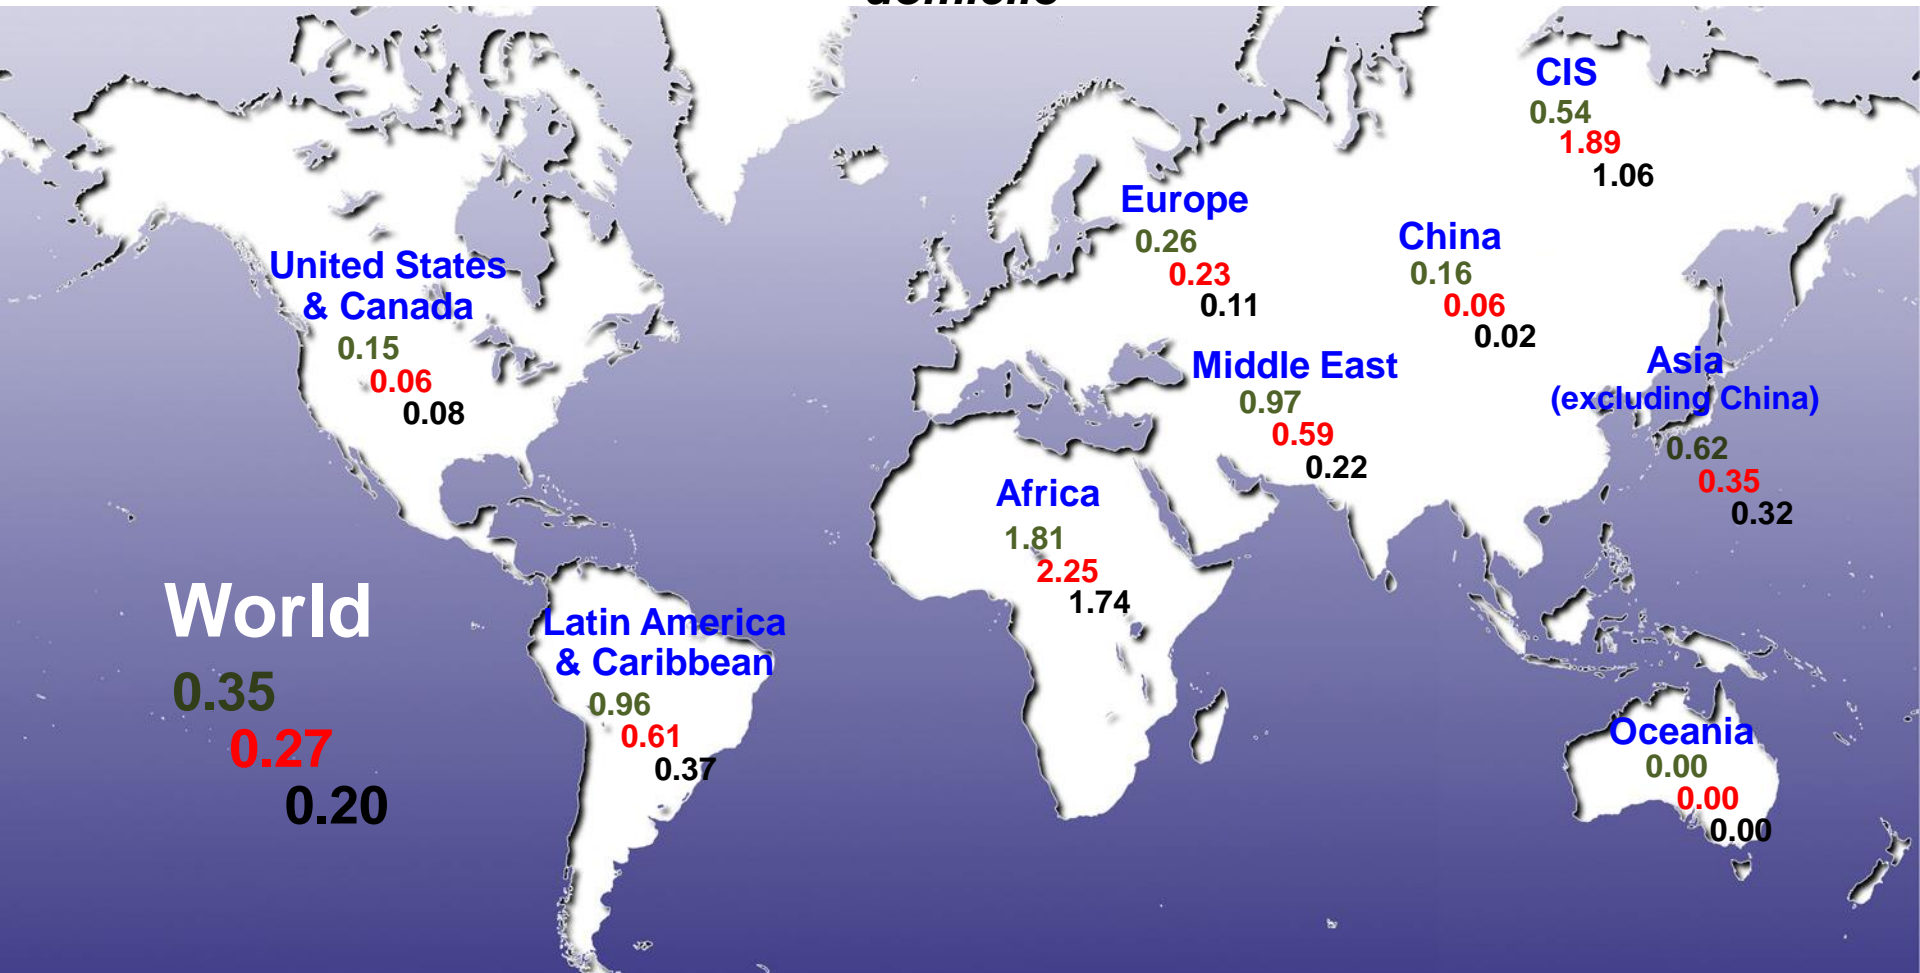 CIS
0.54
1.89
1.06
Europe
0.26
0.23
0.11
China
0.16
0.06
0.02
United States
& Canada
0.15
0.06
0.08
Middle East
0.97
0.59
0.22
Asia
(excluding China)
0.62
0.35
0.32
Africa
1.81
2.25
1.74
World
0.35
0.27
0.20
Latin America
& Caribbean
0.96
0.61
0.37
Oceania
0.00
0.00
0.00